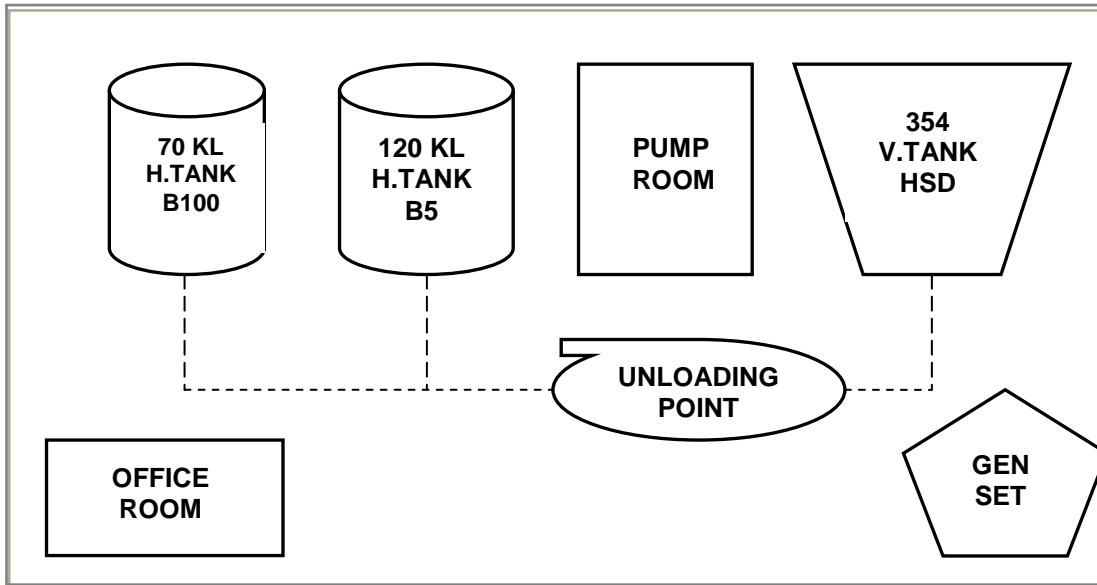 70 KL
H.TANK
B100
120 KL
H.TANK
B5
PUMP
ROOM
354
V.TANK
HSD
UNLOADING
POINT
OFFICE
ROOM
GEN
SET